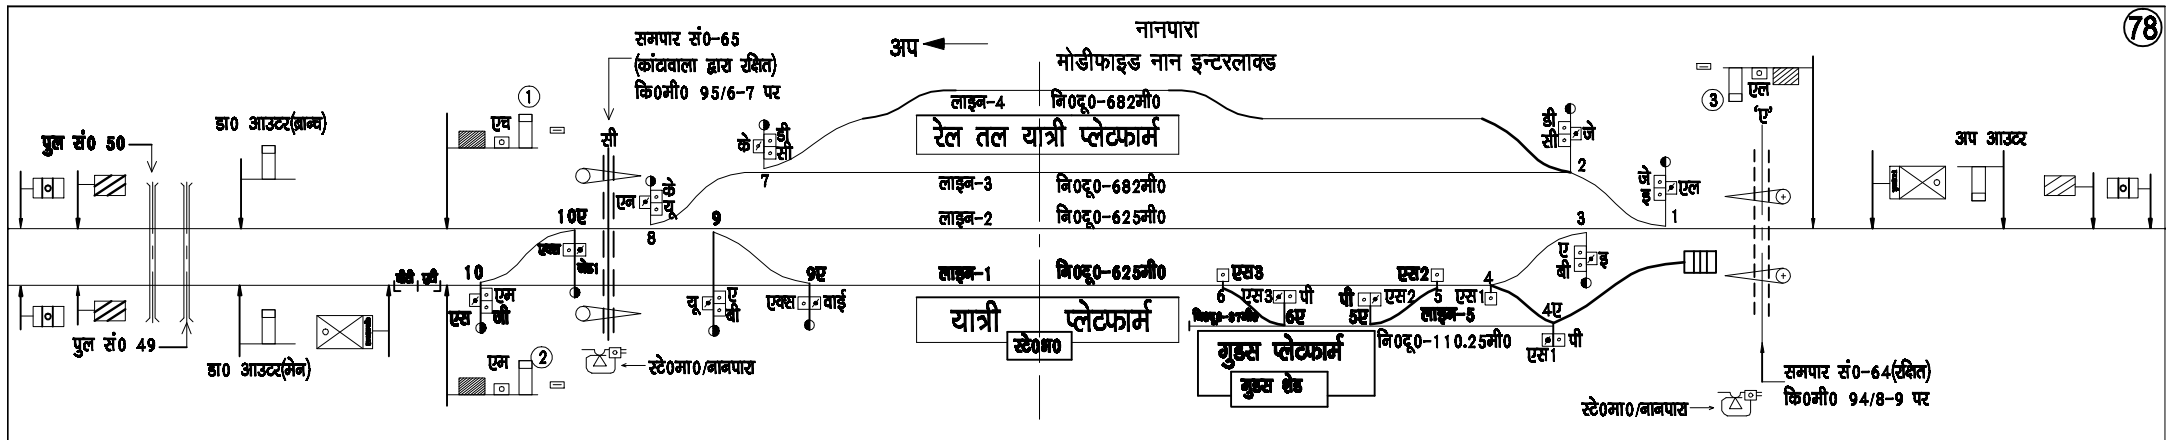 नानपारा
मोडीफाइड नान इन्टरलाक्ड
78
अप
समपार सं0-65
(कांटावाला द्वारा रक्षित)
कि0मी0 95/6-7 पर
पुल सं0 50
डा0 आउटर(ब्रान्च)
1
एच
सी
लाइन-4 नि0दू0-682मी0
रेल तल यात्री प्लेटफार्म
के
डी
सी
7
डी
सी
जे
2
3
एल
'ए'
अप आउटर
लाइन-3 नि0दू0-682मी0
एन
के
यू
8
जे
एल
1
लाइन-2 नि0दू0-625मी0
10ए
9
3
10
एम
एस
9ए
एक्स
वाई
यू
ए
बी
लाइन-1 नि0दू0-625मी0
एस3
6
एस3
पी
6ए
एस2
5
पी
एस2
5ए
4
एस1
ए
बी
इ
4ए
एस1
पी
लाइन-5
नि0दू0-110.25मी0
यात्री प्लेटफार्म
स्टे0भ0
गुडस प्लेटफार्म
गुडस शेड
पुल सं0 49
डा0 आउटर(मेन)
एम
2
स्टे0मा0/नानपारा
स्टे0मा0/नानपारा
समपार सं0-64(रक्षित)
कि0मी0 94/8-9 पर